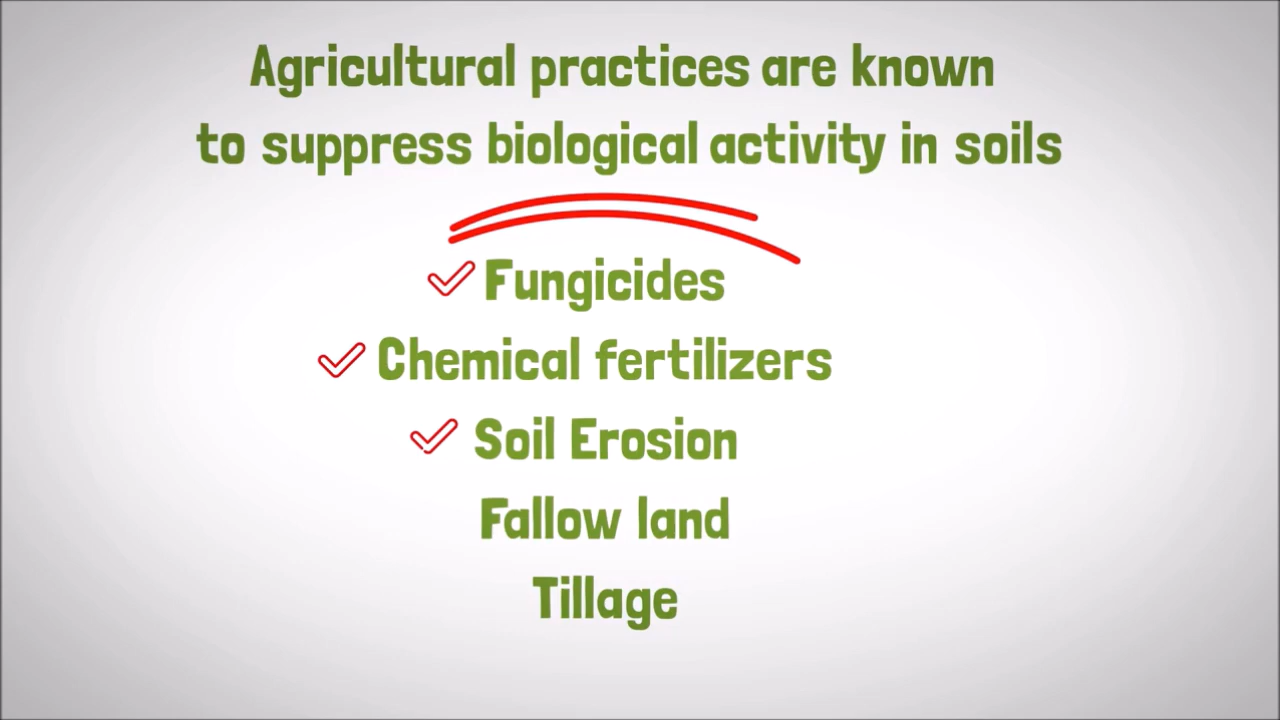 Agricultural practices are known
to suppress biological activity in soils
Fungicides
Chemical fertilizers
Soil Erosion
Fallow land
Tillage